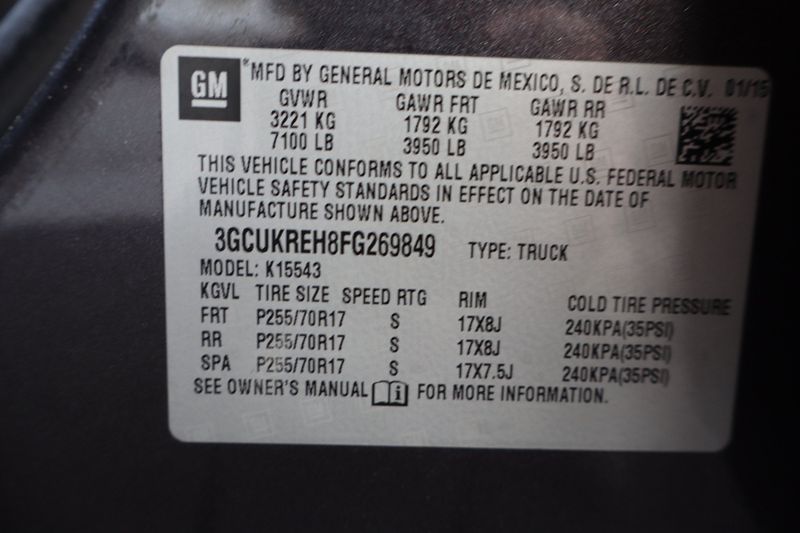 GM
®MFD BY GENERAL MOTORS DE MEXICO, S. DE R.L. DE C.V. 01/15
GVWR GAWR FRT GAWR RR
3221 KG 1792 KG 1792 KG
7100 LB 3950 LB 3950 LB
THIS VEHICLE CONFORMS TO ALL APPLICABLE U.S. FEDERAL MOTOR
VEHICLE SAFETY STANDARDS IN EFFECT ON THE DATE OF
MANUFACTURE SHOWN ABOVE.
3GCUKREH8FG269849 TYPE: TRUCK
MODEL: K15543
KGVL TIRE SIZE SPEED RTG RIM COLD TIRE PRESSURE
FRT P255/70R17 S 17X8J 240KPA(35PSI)
RR P255/70R17 S 17X8J 240KPA(35PSI)
SPA P255/70R17 S 17X7.5J 240KPA(35PSI)
SEE OWNER'S MANUAL i FOR MORE INFORMATION.